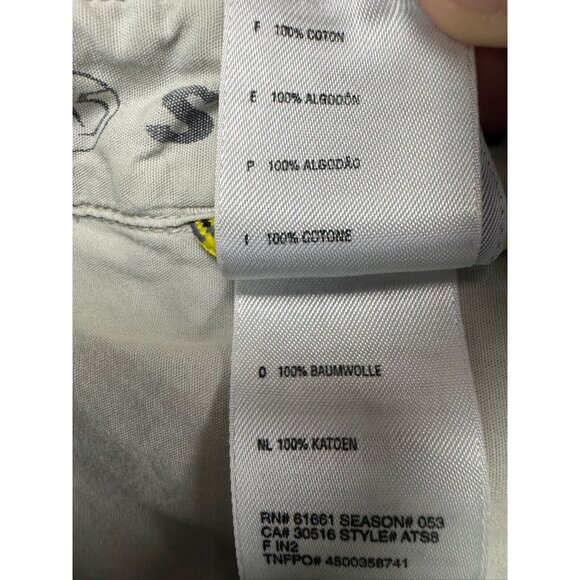 F 100% COTON
E 100% ALGODÓN
P 100% ALGODÃO
I 100% COTONE
D 100% BAUMWOLLE
NL 100% KATOEN
RN# 61661 SEASON# 053
CA# 30516 STYLE# ATS8
F IN2
TNFPO# 4500358741
S